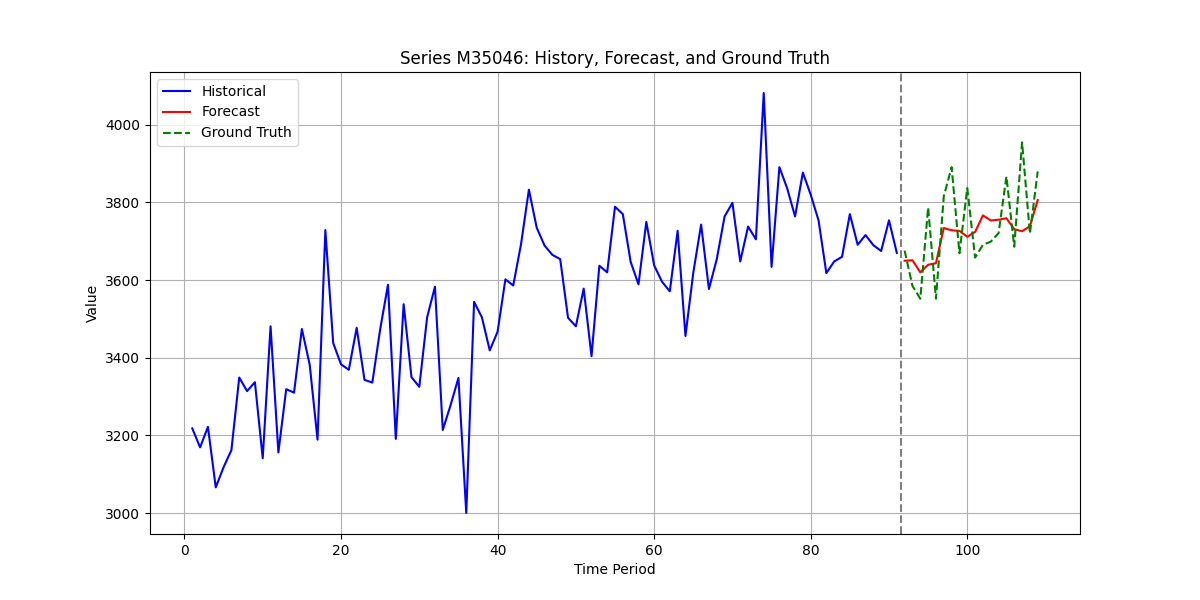 Series M35046: History, Forecast, and Ground Truth
Historical
Forecast
Ground Truth
4000
3800
3600
3400
3200
3000
Value
0 20 40 60 80 100
Time Period